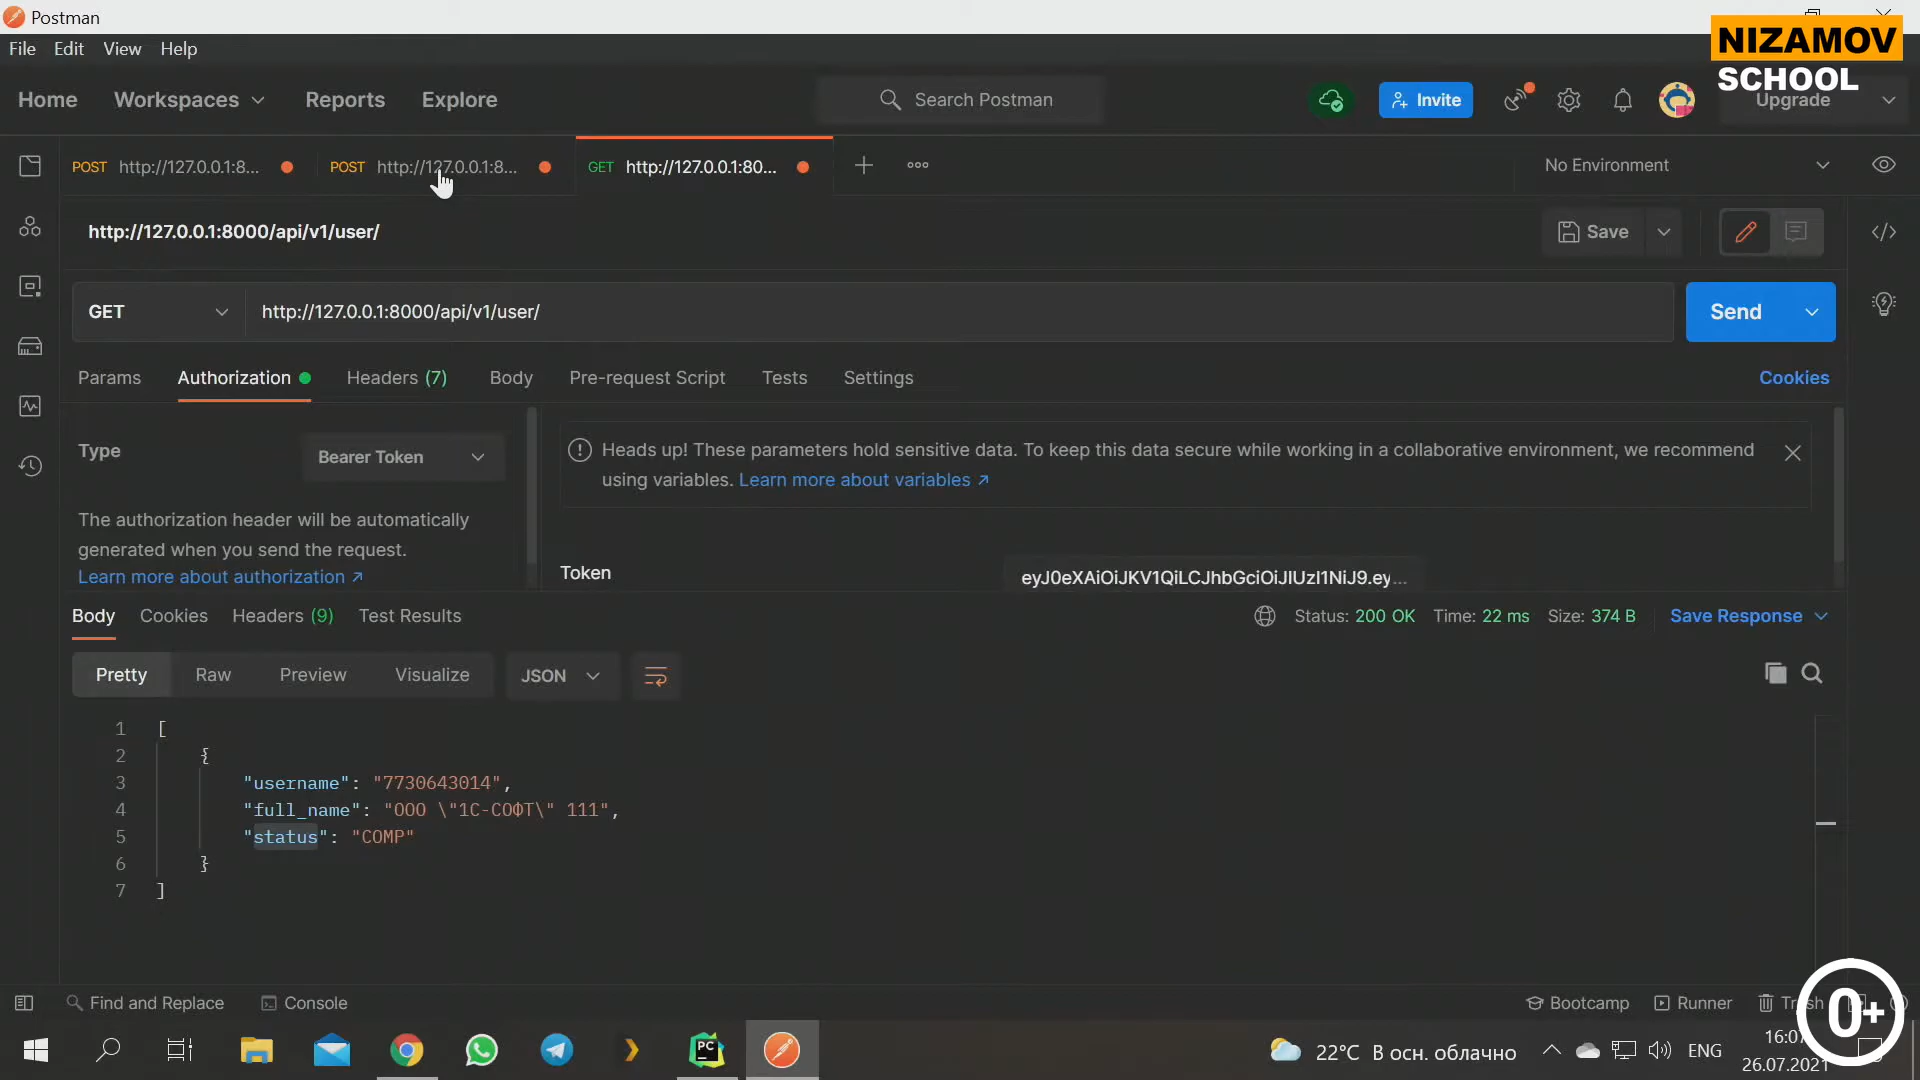 Postman
File Edit View Help
NIZAMOV
SCHOOL
Home Workspaces Reports Explore Search Postman Invite Upgrade
POST http://127.0.0.1:8... POST http://127.0.0.1:8... GET http://127.0.0.1:80... No Environment
http://127.0.0.1:8000/api/v1/user/ Save
GET http://127.0.0.1:8000/api/v1/user/ Send
Params Authorization Headers (7) Body Pre-request Script Tests Settings Cookies
Type Bearer Token
Heads up! These parameters hold sensitive data. To keep this data secure while working in a collaborative environment, we recommend
using variables. Learn more about variables ↗
The authorization header will be automatically
generated when you send the request.
Learn more about authorization ↗
Token eyJ0eXAiOiJKV1QiLCJhbGciOiJIUzI1NiJ9.ey...
Body Cookies Headers (9) Test Results Status: 200 OK Time: 22 ms Size: 374 B Save Response
Pretty Raw Preview Visualize JSON
1 [
2 {
3 "username": "7730643014",
4 "full_name": "ООО \"1С-СОФТ\" 111",
5 "status": "COMP"
6 }
7 ]
Find and Replace Console Bootcamp Runner Trash
0+
PC 22°C В осн. облачно ENG 16:07
26.07.2021